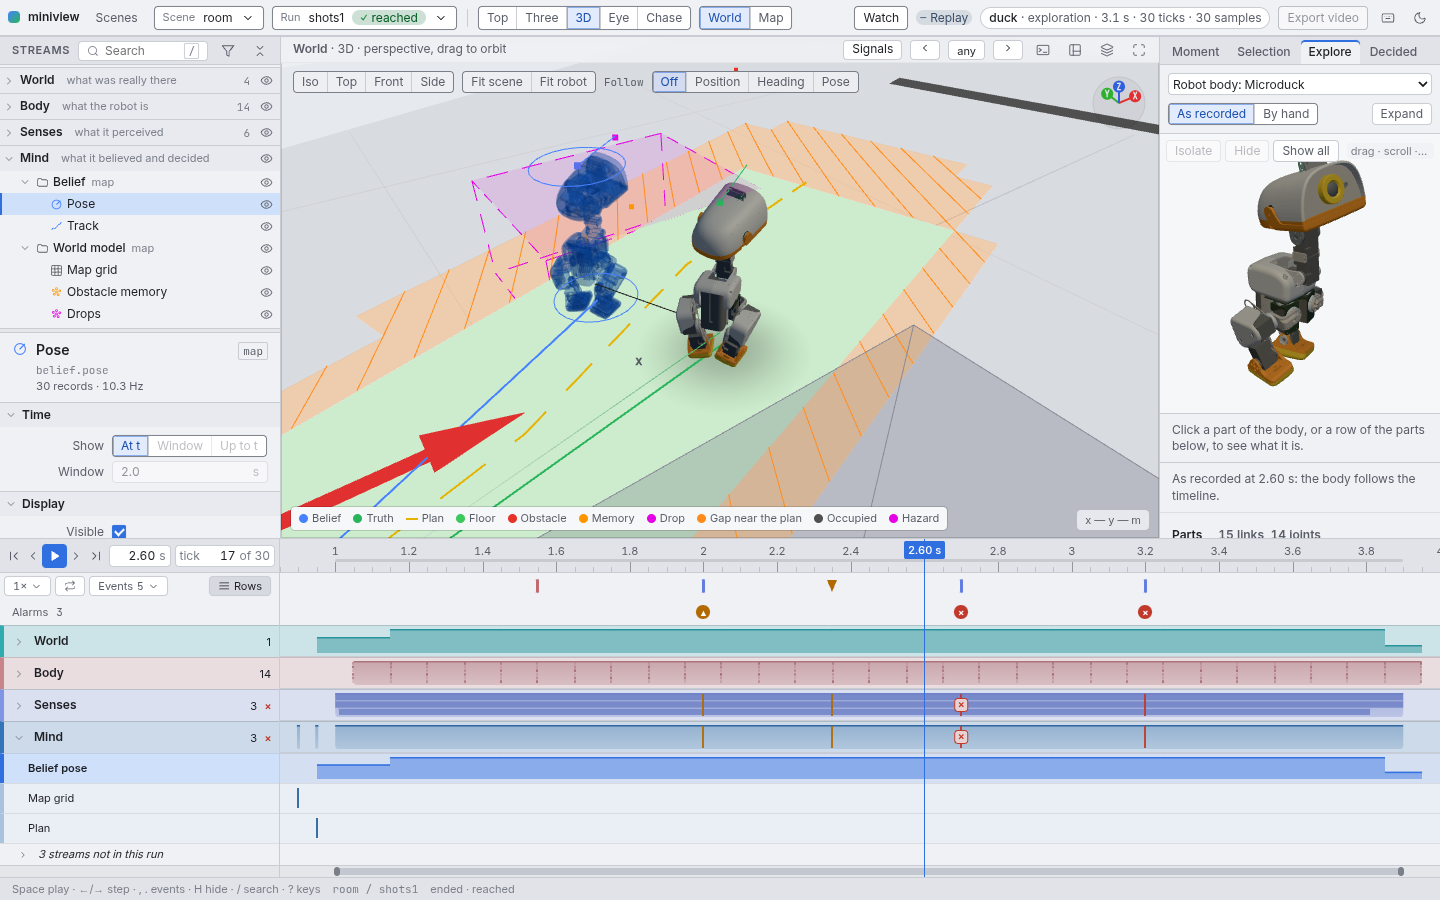 miniview Scenes Scene room Run shots1 ✓ reached Top Three 3D Eye Chase World Map Watch Replay duck · exploration · 3.1 s · 30 ticks · 30 samples Export video
STREAMS Search /
World what was really there 4
Body what the robot is 14
Senses what it perceived 6
Mind what it believed and decided
Belief map
Pose
Track
World model map
Map grid
Obstacle memory
Drops
Pose map
belief.pose
30 records · 10.3 Hz
Time
Show At t Window Up to t
Window 2.0 s
Display
Visible
World · 3D · perspective, drag to orbit Signals any
Iso Top Front Side Fit scene Fit robot Follow Off Position Heading Pose
Z Y X
x
Belief Truth Plan Floor Obstacle Memory Drop Gap near the plan Occupied Hazard
x — y — m
Moment Selection Explore Decided
Robot body: Microduck
As recorded By hand Expand
Isolate Hide Show all drag · scroll ·...
Click a part of the body, or a row of the parts
below, to see what it is.
As recorded at 2.60 s: the body follows the
timeline.
Parts 15 links 14 joints
2.60 s tick 17 of 30 1 1.2 1.4 1.6 1.8 2 2.2 2.4 2.60 s 2.8 3 3.2 3.4 3.6 3.8
1× Events 5 Rows
Alarms 3
World 1
Body 14
Senses 3 ×
Mind 3 ×
Belief pose
Map grid
Plan
3 streams not in this run
Space play · ←/→ step · , . events · H hide · / search · ? keys room / shots1 ended · reached